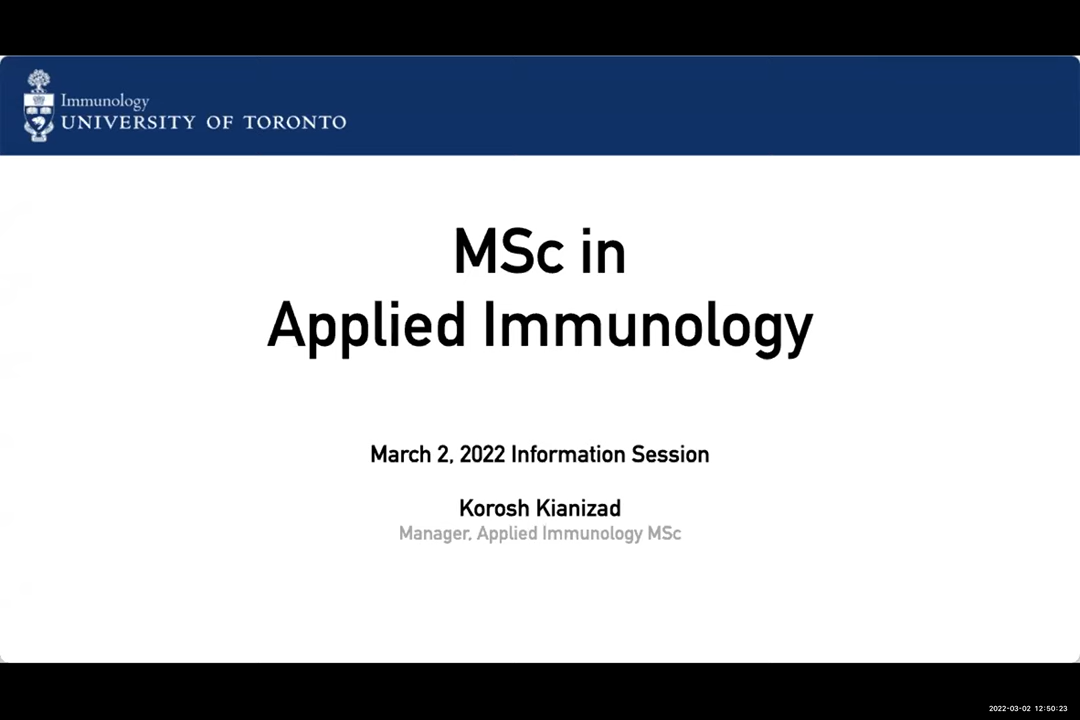 Immunology
UNIVERSITY OF TORONTO
MSc in
Applied Immunology
March 2, 2022 Information Session
Korosh Kianizad
Manager, Applied Immunology MSc
2022-03-02 12:50:23